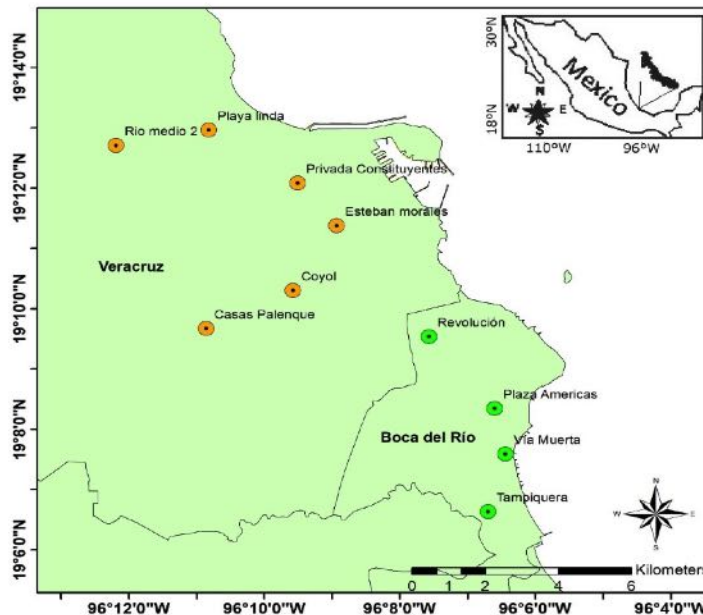 19°14'0"N
19°12'0"N
19°10'0"N
19°8'0"N
19°6'0"N
30°N
18°N
Mexico
N
W E
S
110°W 96°W
Playa linda
Rio medio 2
Privada Constituyentes
Esteban morales
Veracruz
Coyol
Casas Palenque
Revolución
Plaza Americas
Boca del Río
Vía Muerta
Tampiquera
N
W E
S
Kilometers
0 1 2 4 6
96°12'0"W 96°10'0"W 96°8'0"W 96°6'0"W 96°4'0"W